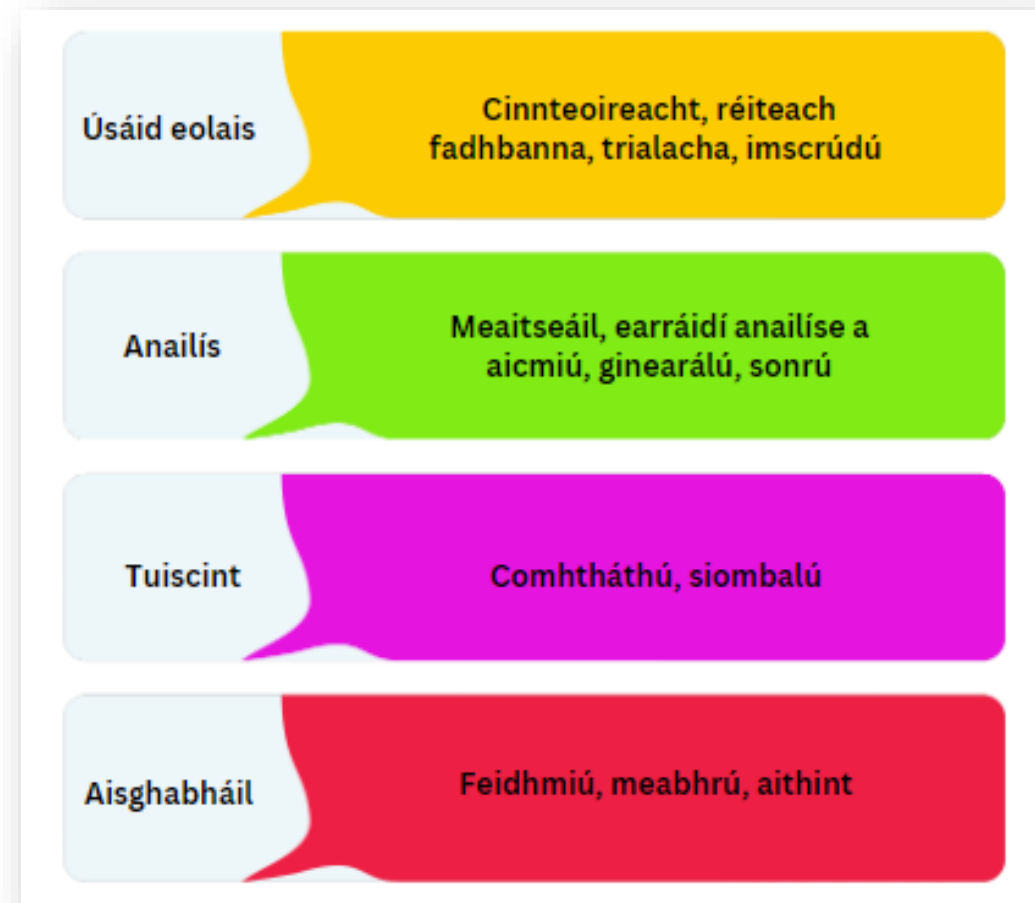 Úsáid eolais
Cinnteoireacht, réiteach
fadhbanna, trialacha, imscrúdú
Anailís
Meaitseáil, earráidí anailíse a
aicmiú, ginearálú, sonrú
Tuiscint
Comhtháthú, siombalú
Aisghabháil
Feidhmiú, meabhrú, aithint